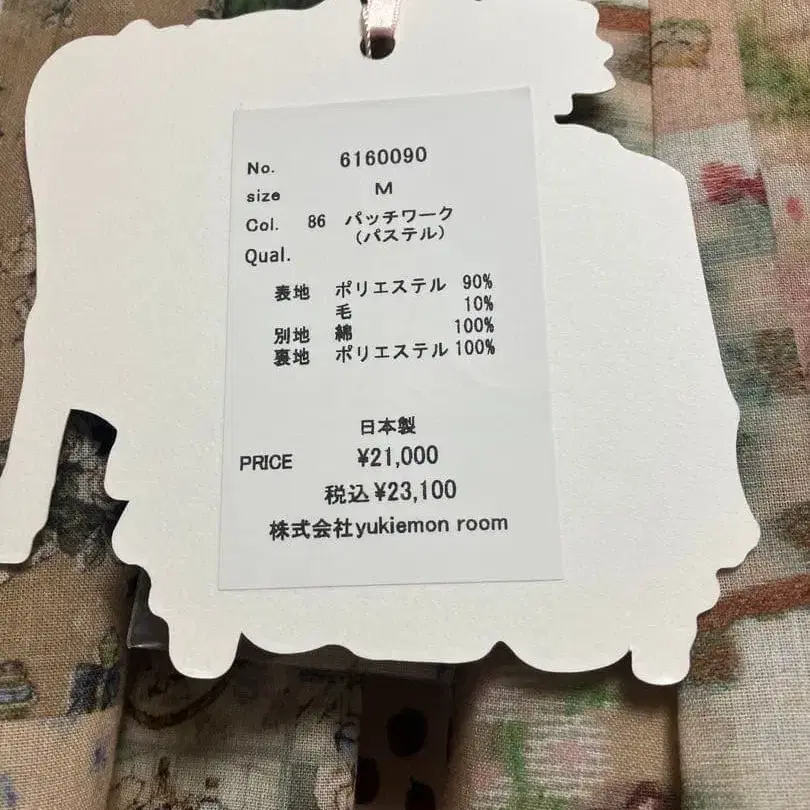 No. 6160090
size M
Col. 86 パッチワーク
(パステル)
Qual.
表地 ポリエステル 90%
毛 10%
別地 綿 100%
裏地 ポリエステル 100%
日本製
PRICE ¥21,000
税込¥23,100
株式会社yukiemon room